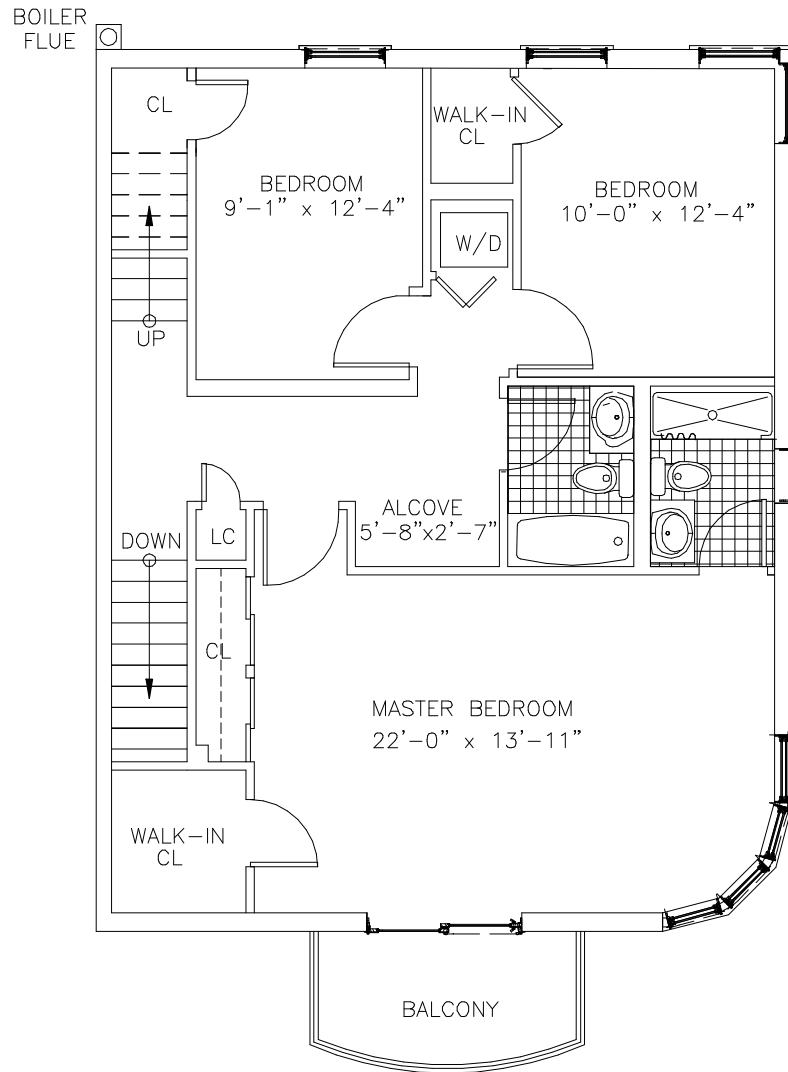 BOILER
FLUE
CL
WALK-IN
CL
BEDROOM
9'-1" x 12'-4"
BEDROOM
10'-0" x 12'-4"
W/D
UP
ALCOVE
5'-8"x2'-7"
DOWN
LC
CL
MASTER BEDROOM
22'-0" x 13'-11"
WALK-IN
CL
BALCONY